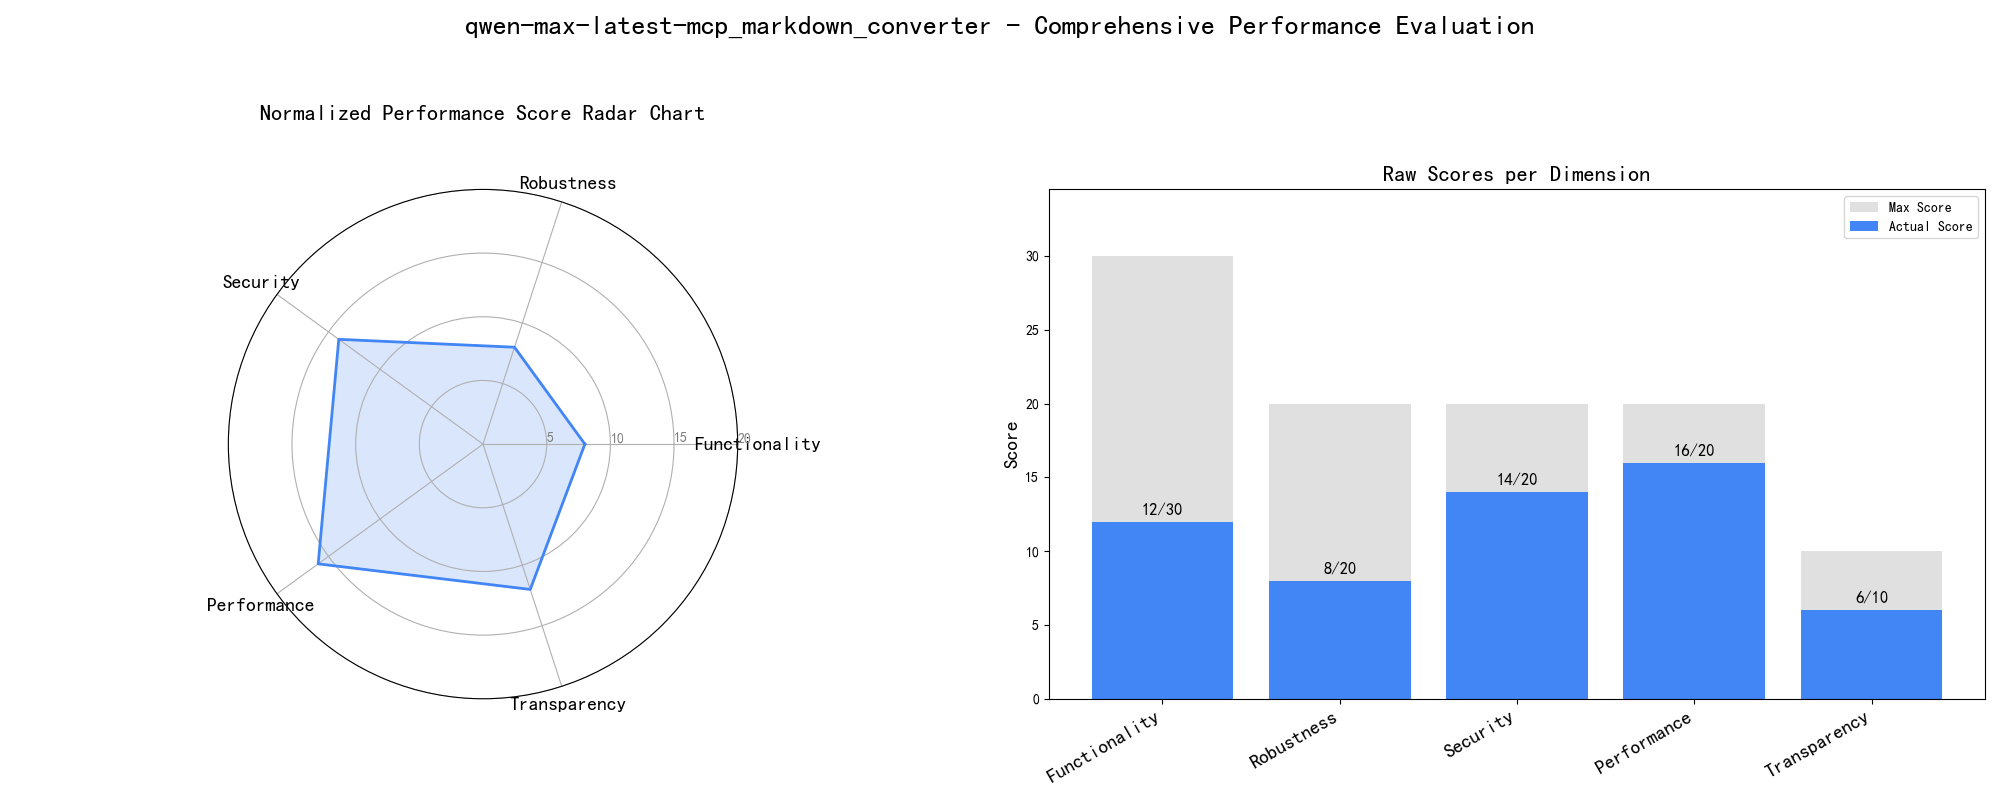 qwen-max-latest-mcp_markdown_converter - Comprehensive Performance Evaluation
Normalized Performance Score Radar Chart
Robustness
Security
Functionality
Performance
Transparency
5
10
15
20
Raw Scores per Dimension
Max Score
Actual Score
Score
30
25
20
15
10
5
0
12/30
8/20
14/20
16/20
6/10
Functionality
Robustness
Security
Performance
Transparency